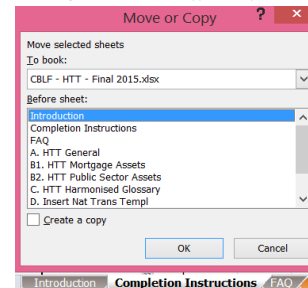 Move or Copy ? ×
Move selected sheets
To book:
CBLF - HTT - Final 2015.xlsx
Before sheet:
Introduction
Completion Instructions
FAQ
A. HTT General
B1. HTT Mortgage Assets
B2. HTT Public Sector Assets
C. HTT Harmonised Glossary
D. Insert Nat Trans Templ
Create a copy
OK Cancel
Introduction Completion Instructions FAQ